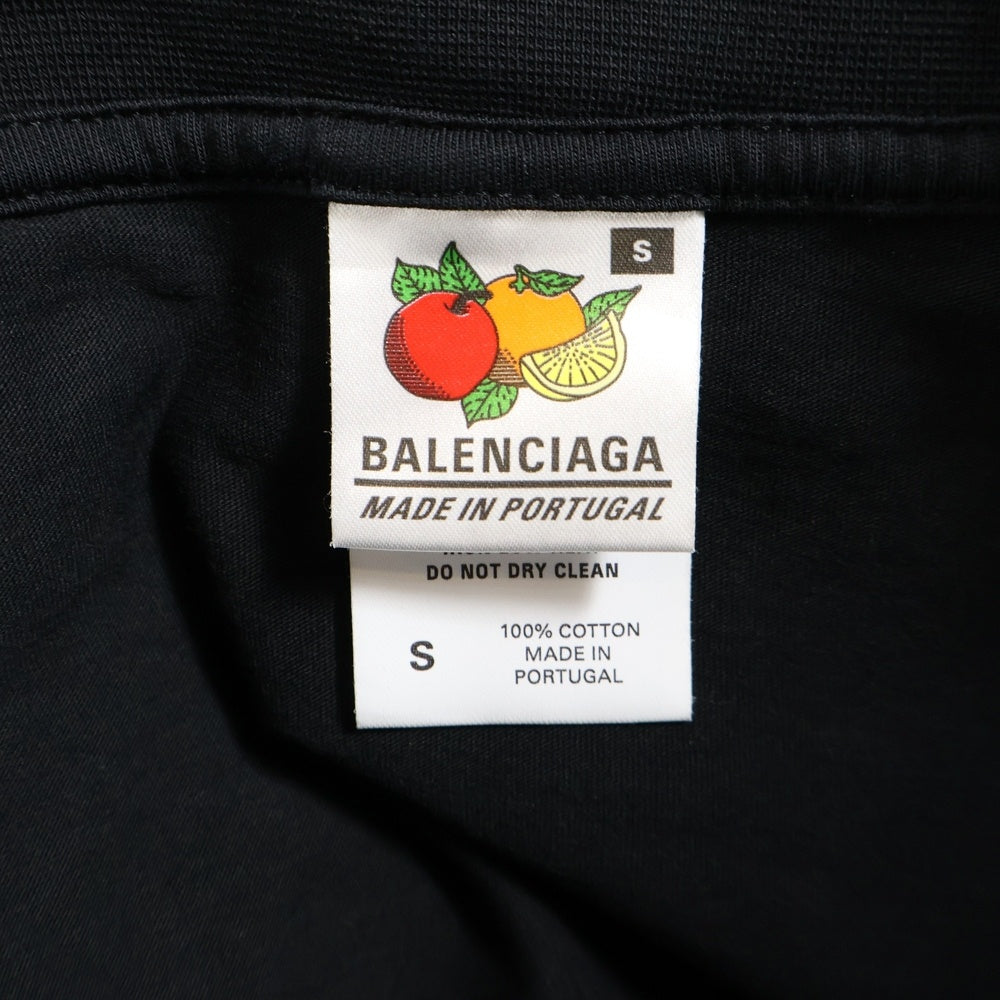 S
BALENCIAGA
MADE IN PORTUGAL
DO NOT DRY CLEAN
S
100% COTTON
MADE IN
PORTUGAL